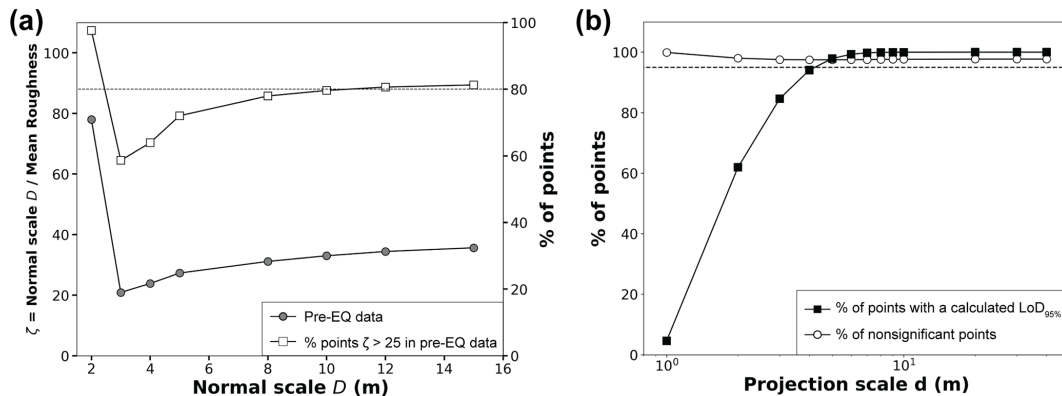 (a)
ζ = Normal scale D / Mean Roughness
100
80
60
40
20
0
2 4 6 8 10 12 14 16
Normal scale D (m)
100
80
60
40
20
0
% of points
Pre-EQ data
% points ζ > 25 in pre-EQ data
(b)
% of points
100
80
60
40
20
0
10⁰ 10¹
Projection scale d (m)
% of points with a calculated LoD95%
% of nonsignificant points